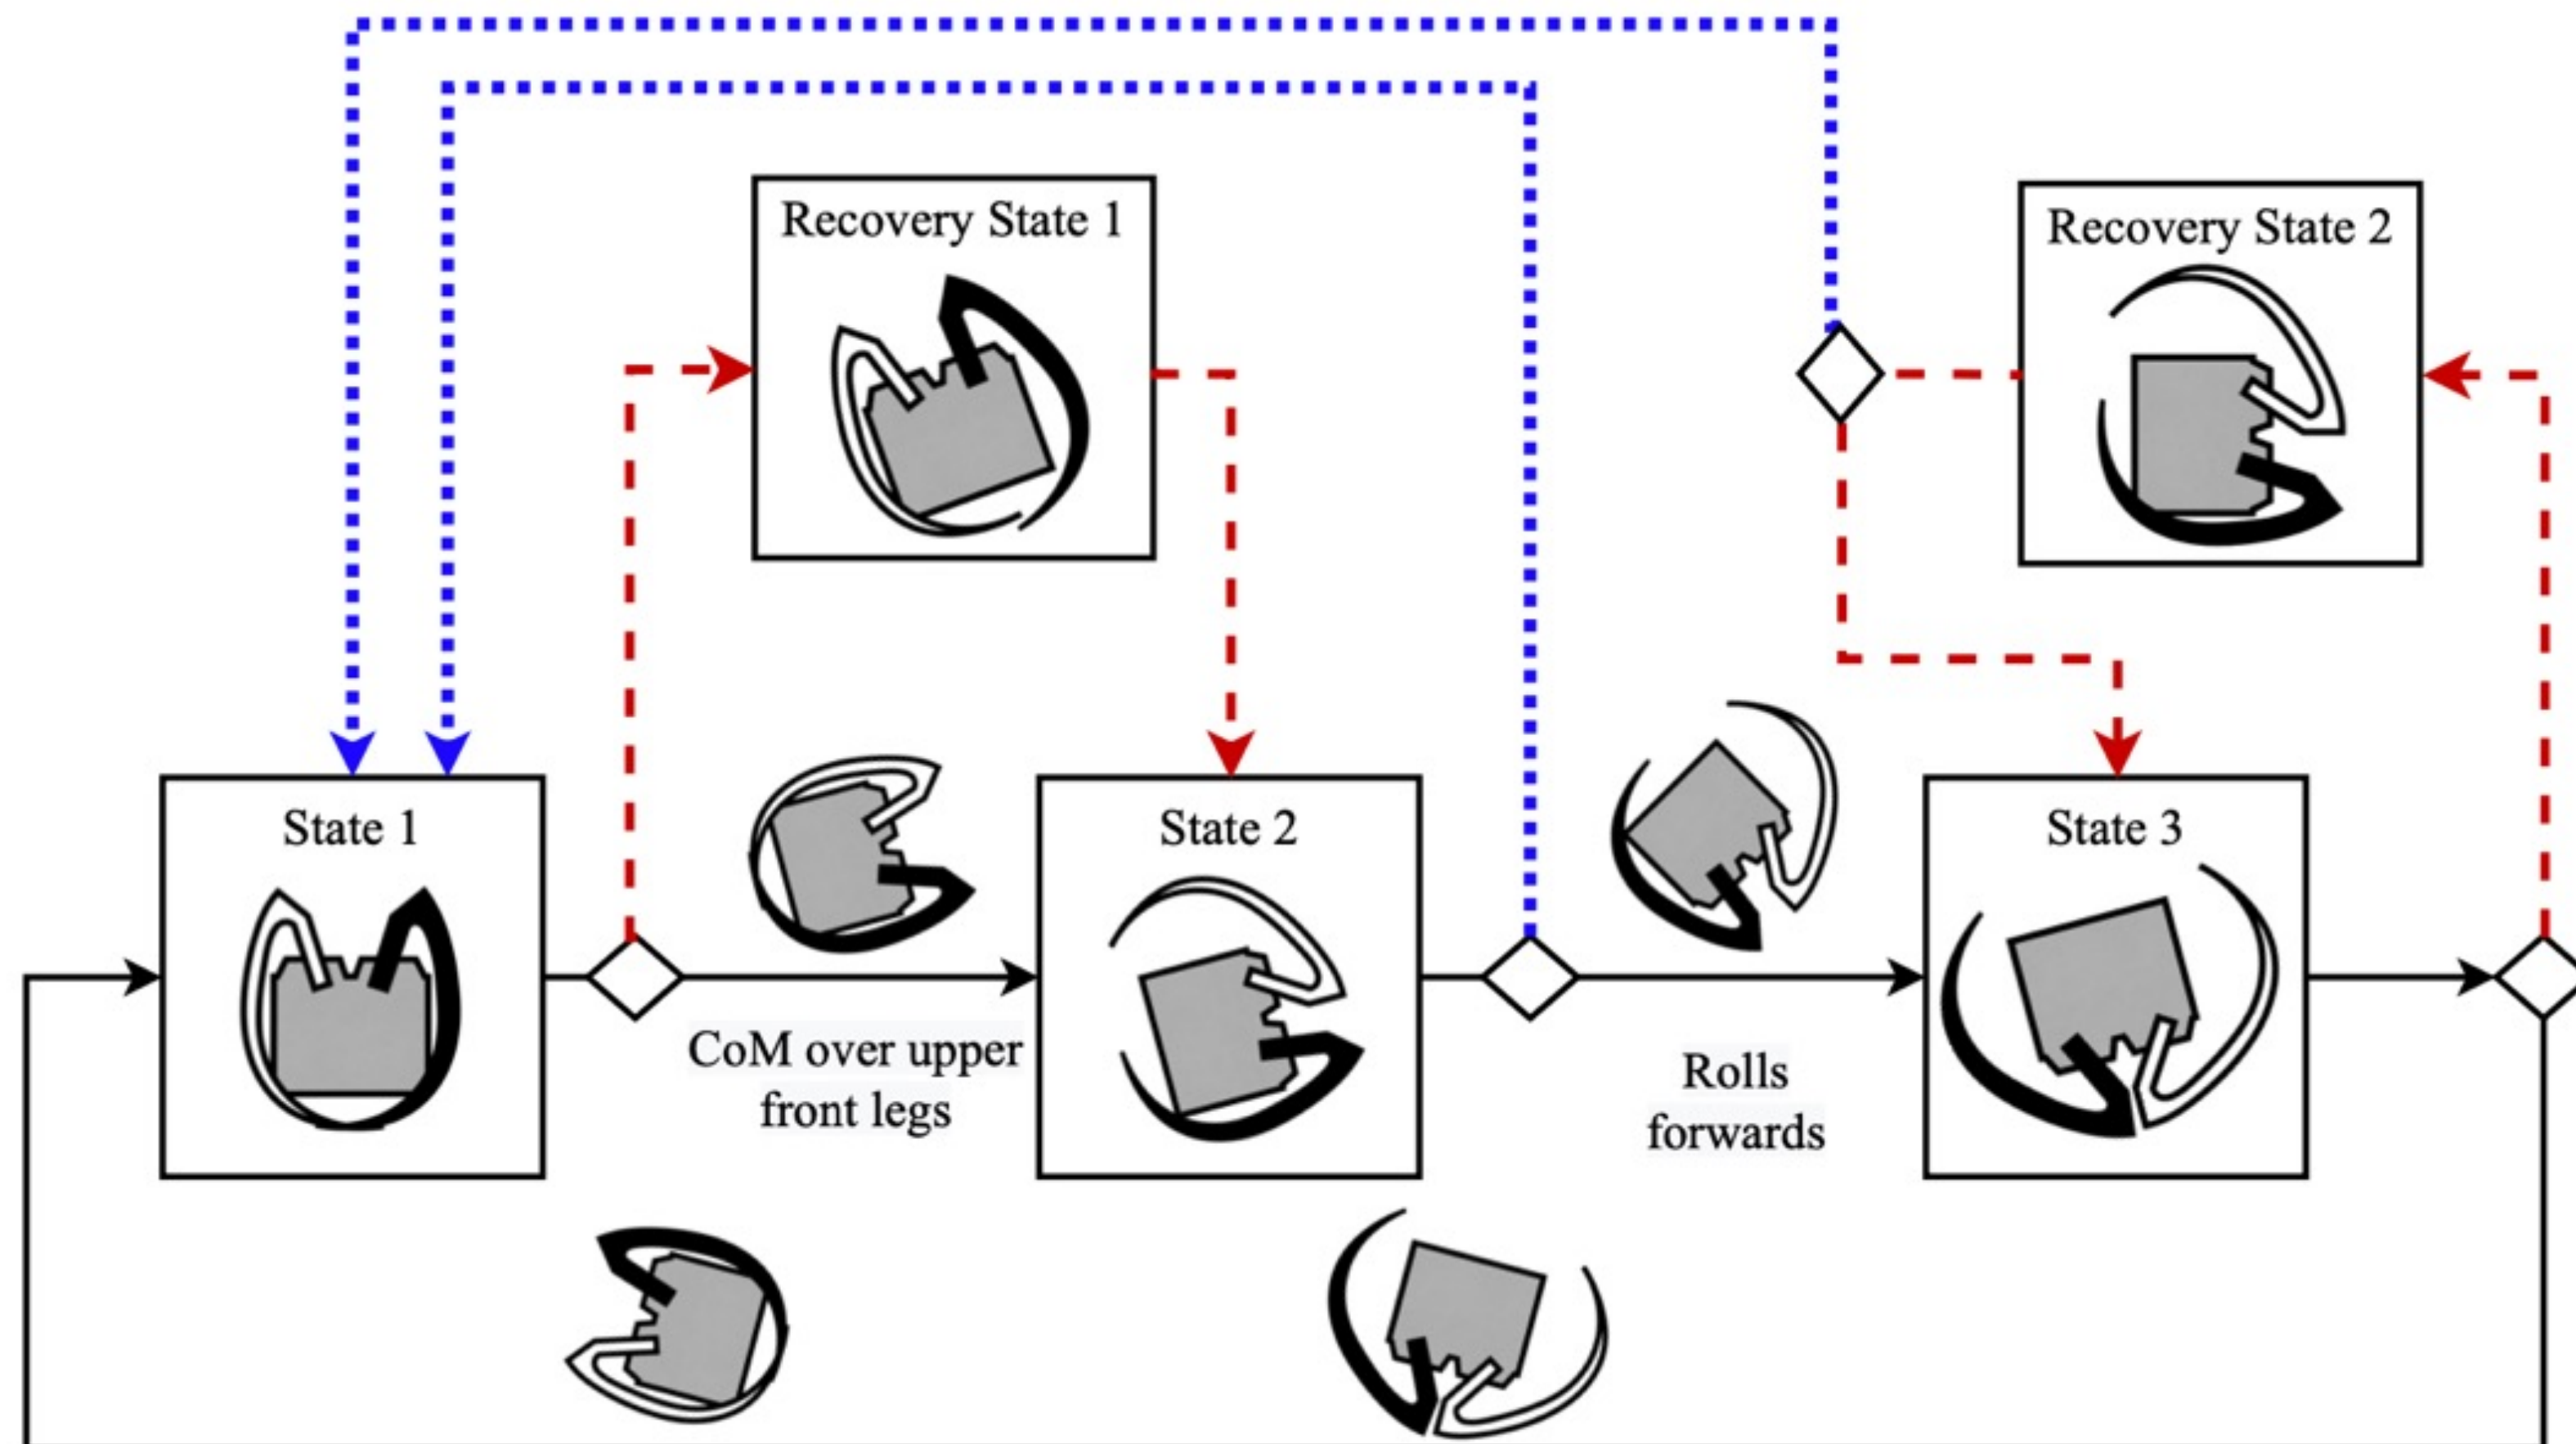 Recovery State 1
Recovery State 2
State 1
State 2
State 3
CoM over upper
front legs
Rolls
forwards